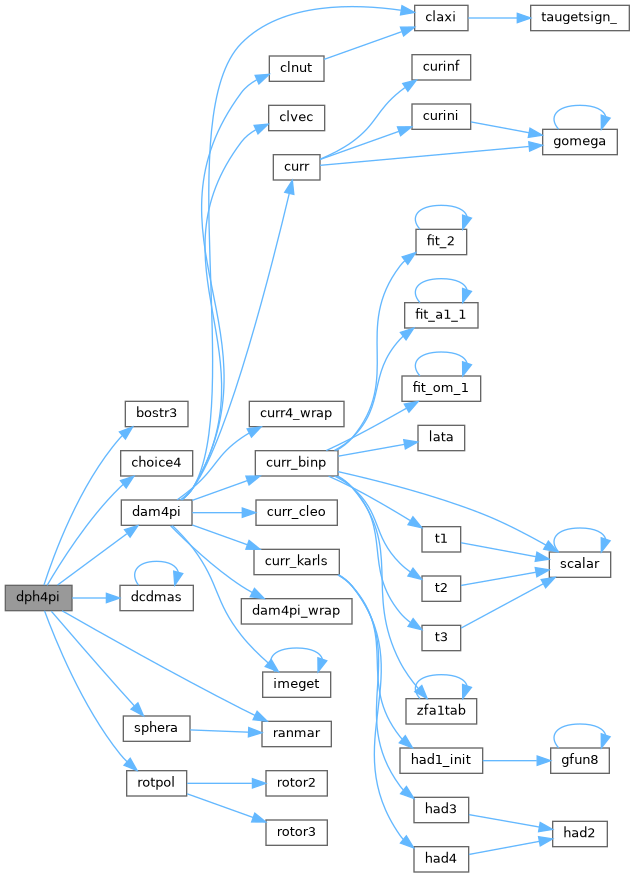 claxi
taugetsign_
clnut
curinf
clvec
curini
gomega
curr
fit_2
fit_a1_1
fit_om_1
bostr3
curr4_wrap
lata
choice4
curr_binp
dam4pi
curr_cleo
t1
scalar
curr_karls
t2
dph4pi
dcdmas
dam4pi_wrap
t3
imeget
zfa1tab
sphera
ranmar
had1_init
gfun8
rotpol
rotor2
had3
rotor3
had2
had4